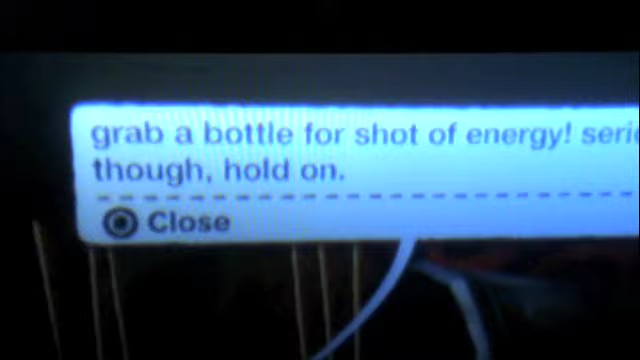 grab a bottle for shot of energy!
though, hold on.
Close